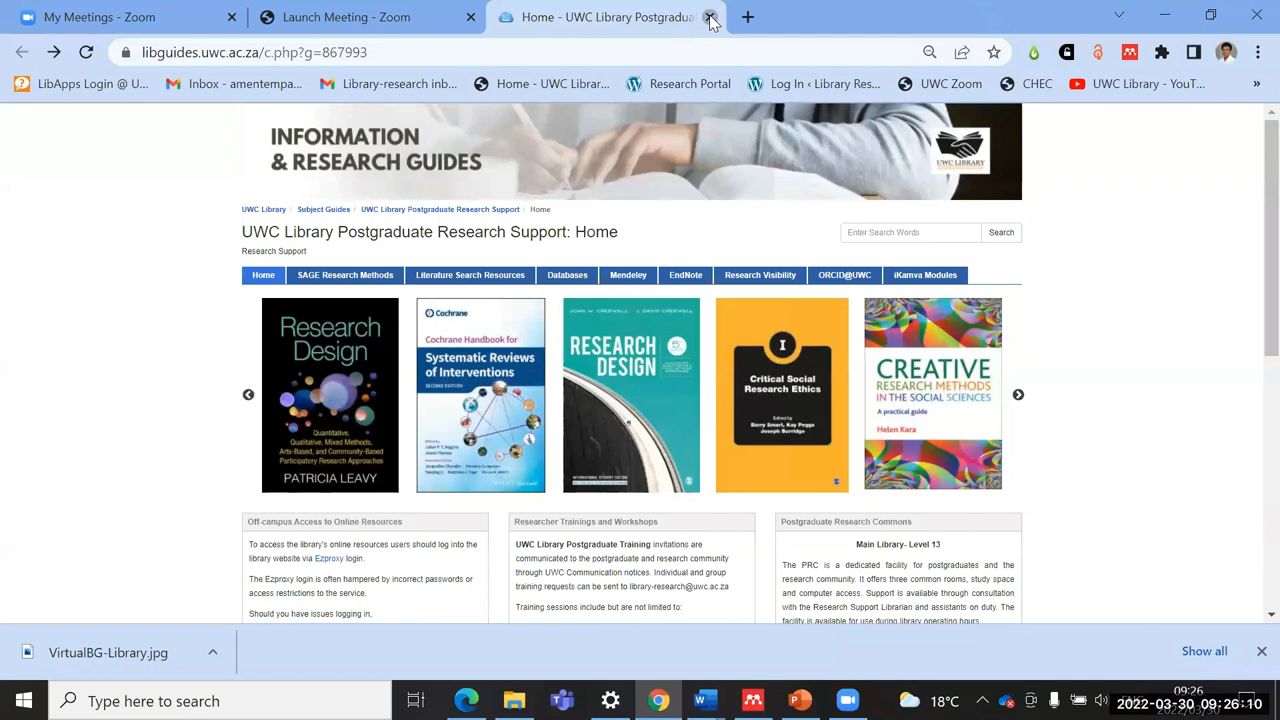 My Meetings - Zoom
Launch Meeting - Zoom
Home - UWC Library Postgradua
libguides.uwc.ac.za/c.php?g=867993
LibApps Login @ U...
Inbox - amentempa...
Library-research inb...
Home - UWC Librar...
Research Portal
Log In ‹ Library Res...
UWC Zoom
CHEC
UWC Library - YouT...
»
INFORMATION
& RESEARCH GUIDES
UWC LIBRARY
UWC Library / Subject Guides / UWC Library Postgraduate Research Support / Home
UWC Library Postgraduate Research Support: Home
Enter Search Words
Search
Research Support
Home
SAGE Research Methods
Literature Search Resources
Databases
Mendeley
EndNote
Research Visibility
ORCID@UWC
iKamva Modules
Research
Design
Quantitative,
Qualitative, Mixed Methods,
Arts-Based, and Community-Based
Participatory Research Approaches
PATRICIA LEAVY
Cochrane
Cochrane Handbook for
Systematic Reviews
of Interventions
SECOND EDITION
JOHN W. CRESWELL J. DAVID CRESWELL
RESEARCH
DESIGN
I
Critical Social
Research Ethics
Edited by
Barry Smart, Kay Peggs
Joseph Burridge
CREATIVE
RESEARCH METHODS
IN THE SOCIAL SCIENCES
A practical guide
Helen Kara
Off-campus Access to Online Resources
To access the library's online resources users should log into the
library website via Ezproxy login.
The Ezproxy login is often hampered by incorrect passwords or
access restrictions to the service.
Should you have issues logging in,
Researcher Trainings and Workshops
UWC Library Postgraduate Training invitations are
communicated to the postgraduate and research community
through UWC Communication notices. Individual and group
training requests can be sent to library-research@uwc.ac.za
Training sessions include but are not limited to:
Postgraduate Research Commons
Main Library- Level 13
The PRC is a dedicated facility for postgraduates and the
research community. It offers three common rooms, study space
and computer access. Support is available through consultation
with the Research Support Librarian and assistants on duty. The
facility is available for use during library operating hours.
VirtualBG-Library.jpg
Show all
Type here to search
18°C
09:26
2022-03-30 09:26:10